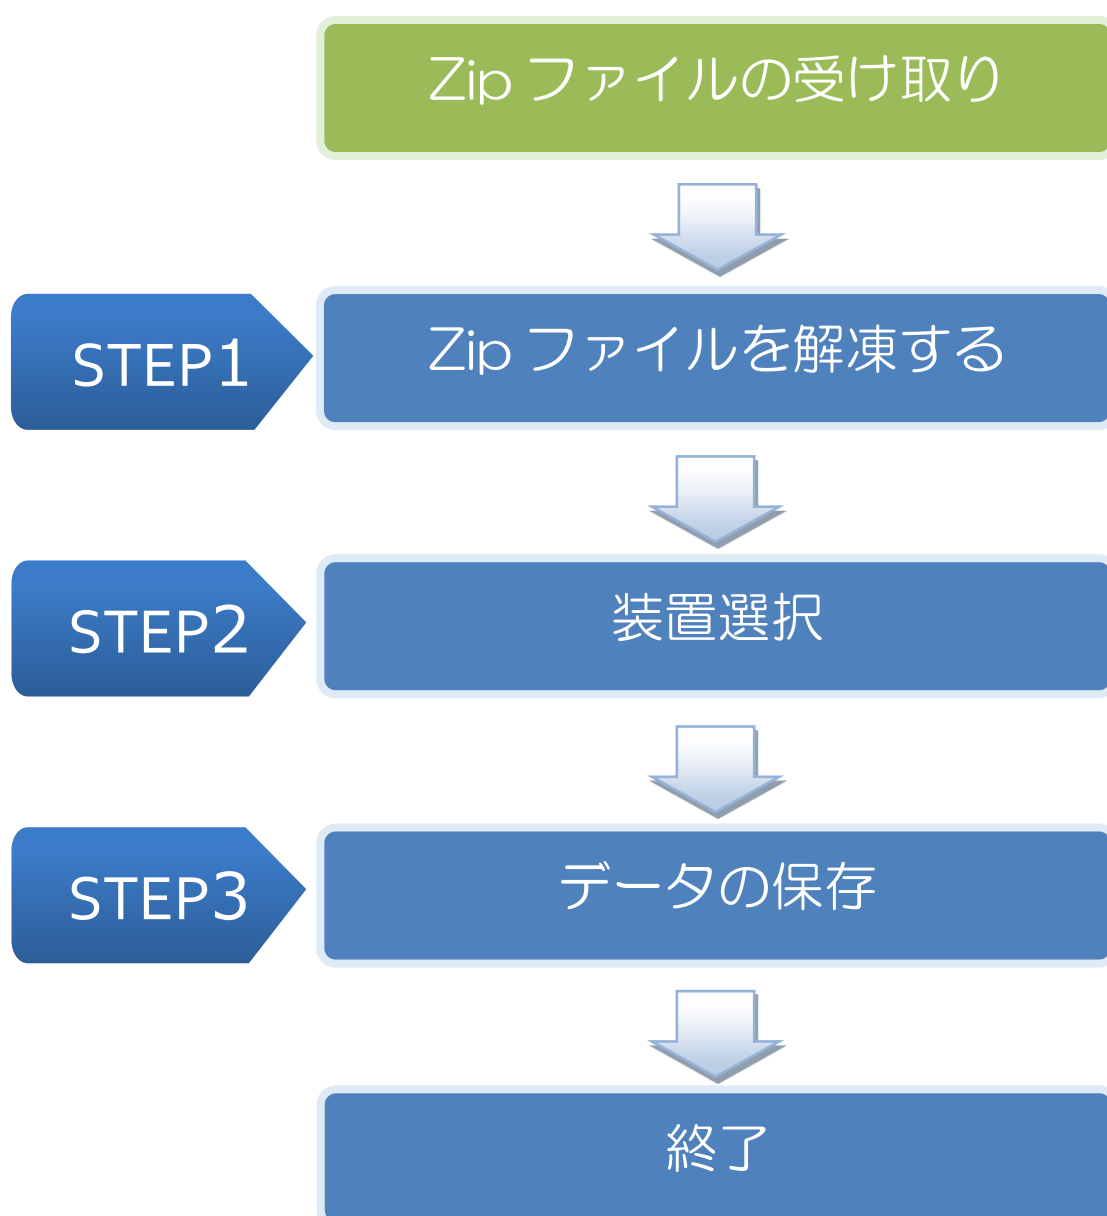 Zip ファイルの受け取り
STEP1
Zip ファイルを解凍する
STEP2
装置選択
STEP3
データの保存
終了